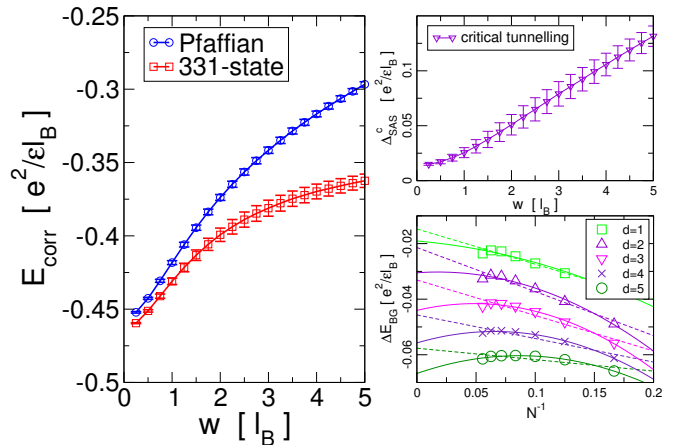 -0.25
-0.3
-0.35
-0.4
-0.45
-0.5
E_corr [ e²/εl_B ]
Pfaffian
331-state
0 1 2 3 4 5
w [ l_B ]
critical tunnelling
0.1
0.05
0
Δ^c_SAS [ e²/εl_B ]
0 1 2 3 4 5
w [ l_B ]
-0.02
-0.04
-0.06
ΔE_BG [ e²/εl_B ]
d=1
d=2
d=3
d=4
d=5
0 0.05 0.1 0.15 0.2
N⁻¹